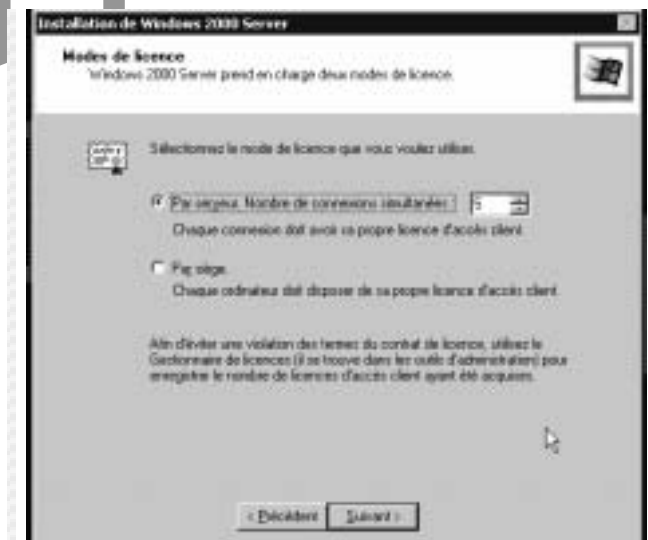 Installation de Windows 2000 Server
Modes de licence
Windows 2000 Server prend en charge deux modes de licence.
Sélectionnez le mode de licence que vous voulez utiliser.
Par serveur. Nombre de connexions simultanées : 5
Chaque connexion doit avoir sa propre licence d'accès client.
Par siège.
Chaque ordinateur doit disposer de sa propre licence d'accès client.
Afin d'éviter une violation des termes du contrat de licence, utilisez le
Gestionnaire de licences (il se trouve dans les outils d'administration) pour
enregistrer le nombre de licences d'accès client ayant été acquises.
< Précédent Suivant >